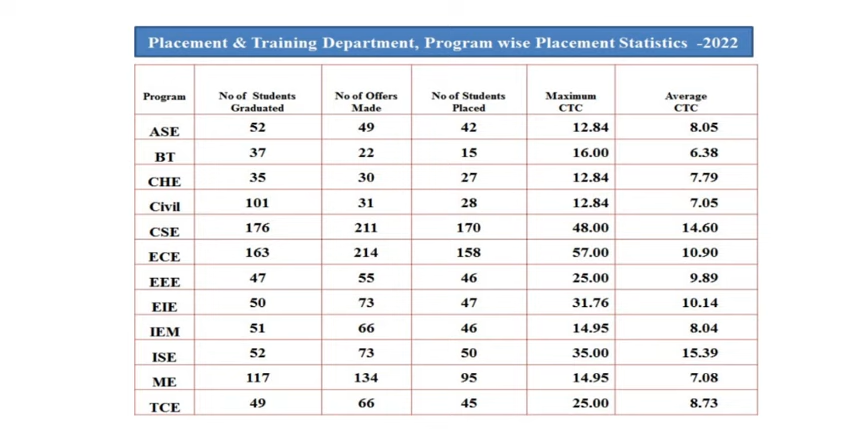 Placement & Training Department, Program wise Placement Statistics -2022
Program No of Students Graduated No of Offers Made No of Students Placed Maximum CTC Average CTC
ASE 52 49 42 12.84 8.05
BT 37 22 15 16.00 6.38
CHE 35 30 27 12.84 7.79
Civil 101 31 28 12.84 7.05
CSE 176 211 170 48.00 14.60
ECE 163 214 158 57.00 10.90
EEE 47 55 46 25.00 9.89
EIE 50 73 47 31.76 10.14
IEM 51 66 46 14.95 8.04
ISE 52 73 50 35.00 15.39
ME 117 134 95 14.95 7.08
TCE 49 66 45 25.00 8.73